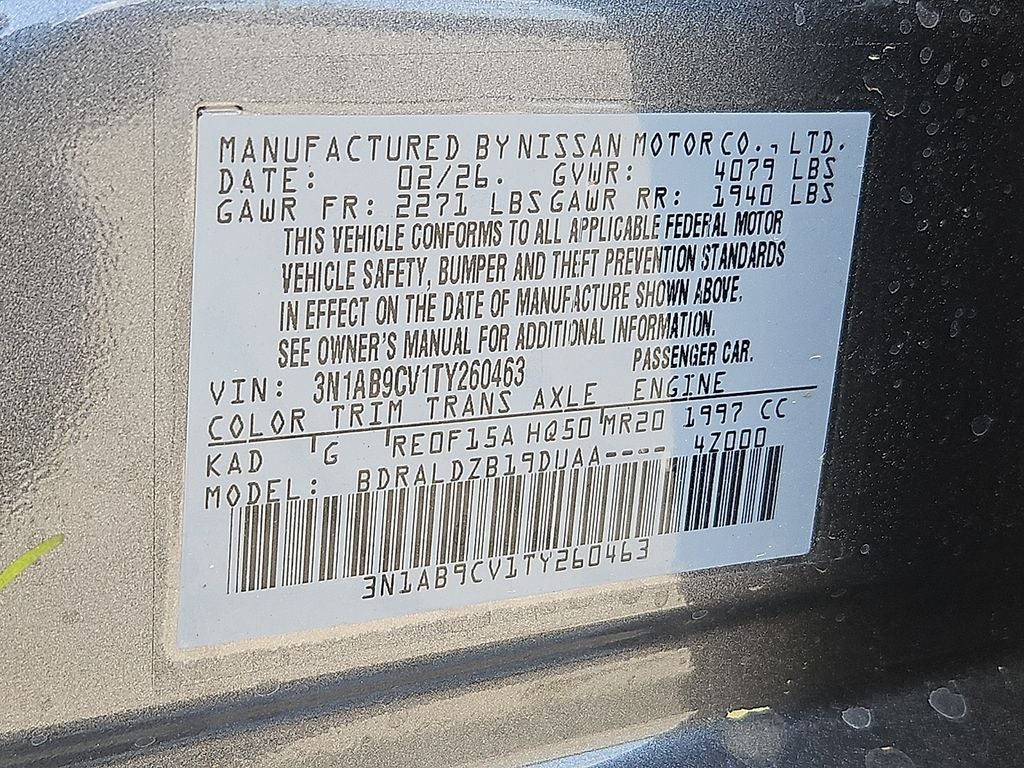 MANUFACTURED BY NISSAN MOTOR CO., LTD.
DATE: 02/26. GVWR: 4079 LBS
GAWR FR: 2271 LBS GAWR RR: 1940 LBS
THIS VEHICLE CONFORMS TO ALL APPLICABLE FEDERAL MOTOR
VEHICLE SAFETY, BUMPER AND THEFT PREVENTION STANDARDS
IN EFFECT ON THE DATE OF MANUFACTURE SHOWN ABOVE.
SEE OWNER'S MANUAL FOR ADDITIONAL INFORMATION.
VIN: 3N1AB9CV1TY260463 PASSENGER CAR.
COLOR TRIM TRANS AXLE ENGINE
KAD G RE0F15A HQ50 MR20 1997 CC
MODEL: BDRALDZB19DUAA---- 4Z000
3N1AB9CV1TY260463